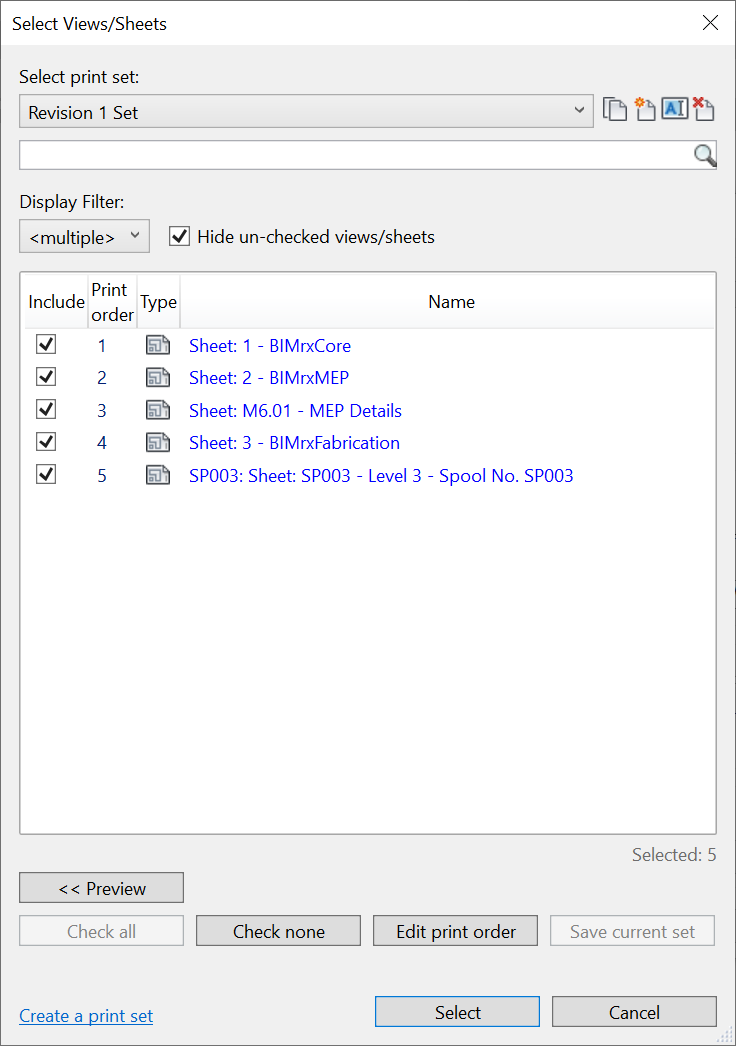 Select Views/Sheets
Select print set:
Revision 1 Set
Display Filter:
<multiple>
Hide un-checked views/sheets
Include Print order Type Name
1 Sheet: 1 - BIMrxCore
2 Sheet: 2 - BIMrxMEP
3 Sheet: M6.01 - MEP Details
4 Sheet: 3 - BIMrxFabrication
5 SP003: Sheet: SP003 - Level 3 - Spool No. SP003
Selected: 5
<< Preview
Check all Check none Edit print order Save current set
Create a print set Select Cancel